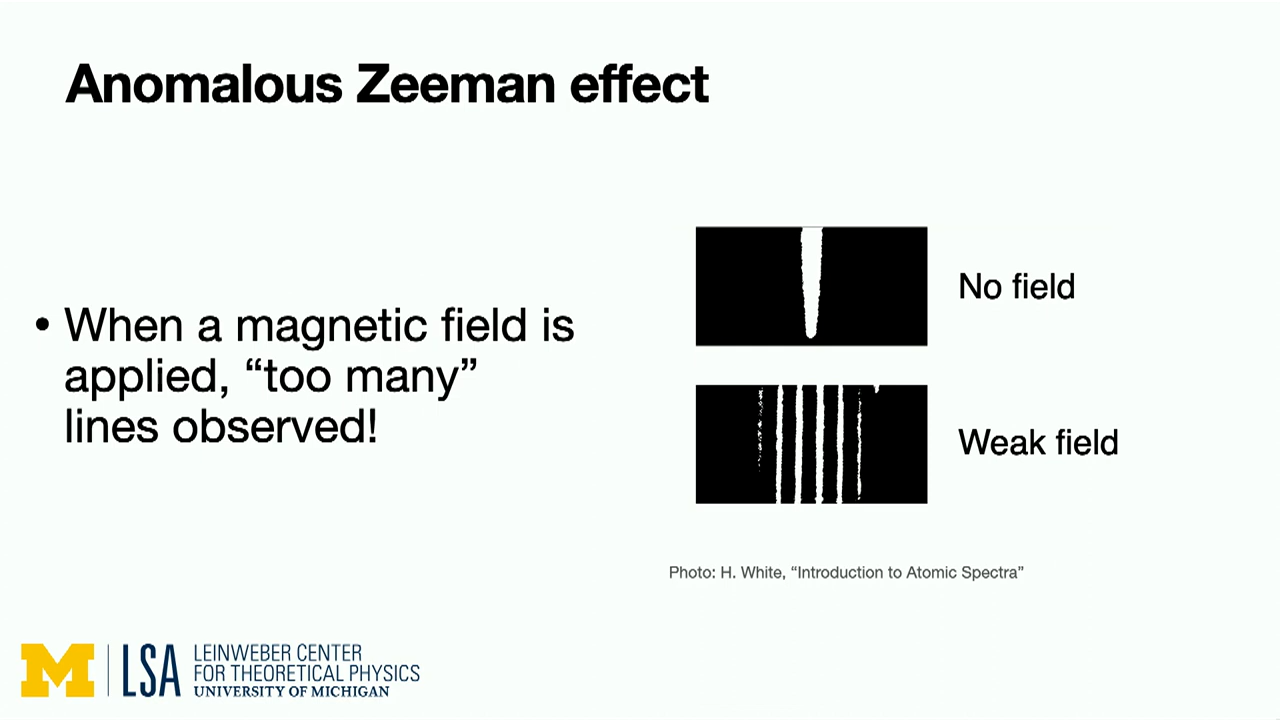 Anomalous Zeeman effect
• When a magnetic field is
applied, “too many”
lines observed!
No field
Weak field
Photo: H. White, “Introduction to Atomic Spectra”
M LSA
LEINWEBER CENTER
FOR THEORETICAL PHYSICS
UNIVERSITY OF MICHIGAN